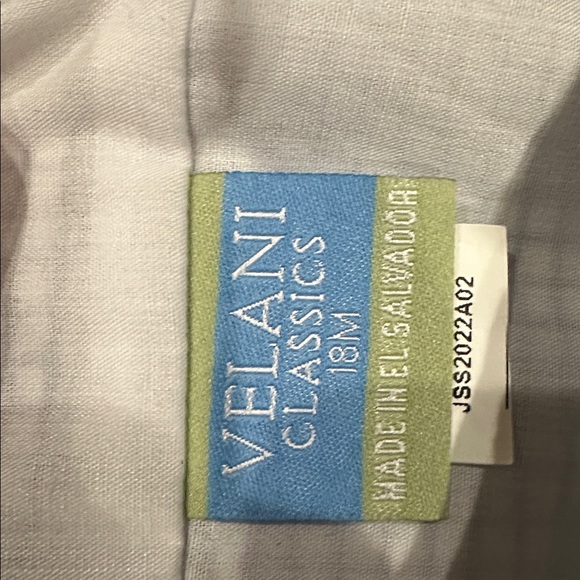 VELANI
CLASSICS
18M
MADE IN EL SALVADOR
JSS2022A02